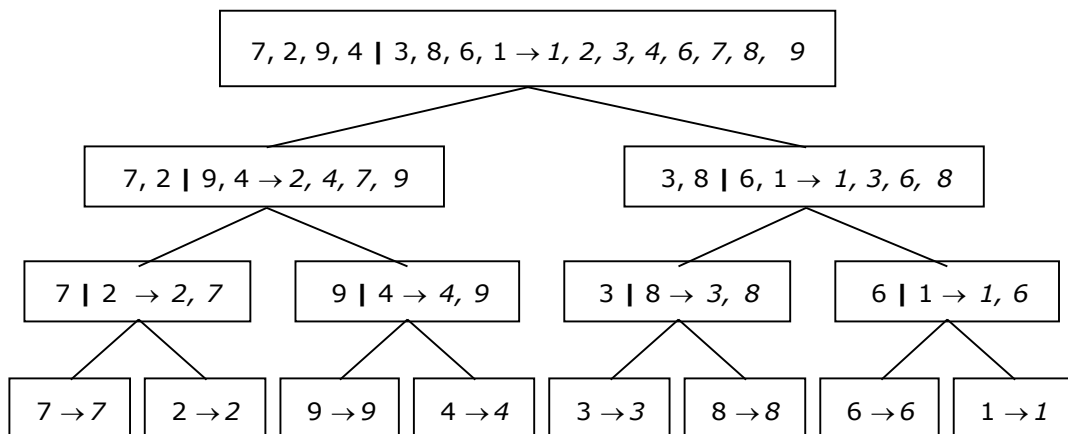 7, 2, 9, 4 | 3, 8, 6, 1 → 1, 2, 3, 4, 6, 7, 8, 9
7, 2 | 9, 4 → 2, 4, 7, 9
3, 8 | 6, 1 → 1, 3, 6, 8
7 | 2 → 2, 7
9 | 4 → 4, 9
3 | 8 → 3, 8
6 | 1 → 1, 6
7 → 7
2 → 2
9 → 9
4 → 4
3 → 3
8 → 8
6 → 6
1 → 1